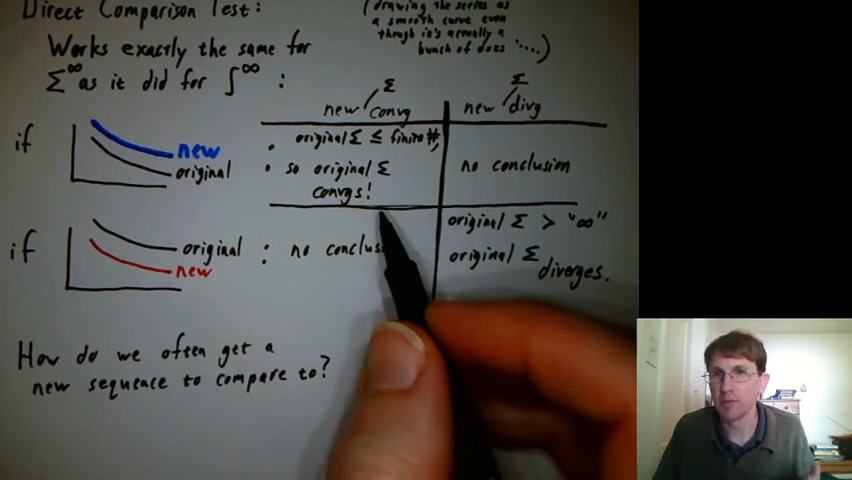 Direct Comparison Test:
(drawing the series as
a smooth curve even
though it's actually a
bunch of dots .....)
Works exactly the same for
Σ^∞ as it did for ∫^∞ :
new Σ convg
new Σ divg
if
new
original
• original Σ ≤ finite #,
• so original Σ
convgs!
no conclusion
if
original
new
: no conclus
original Σ > "∞"
original Σ
diverges.
How do we often get a
new sequence to compare to?